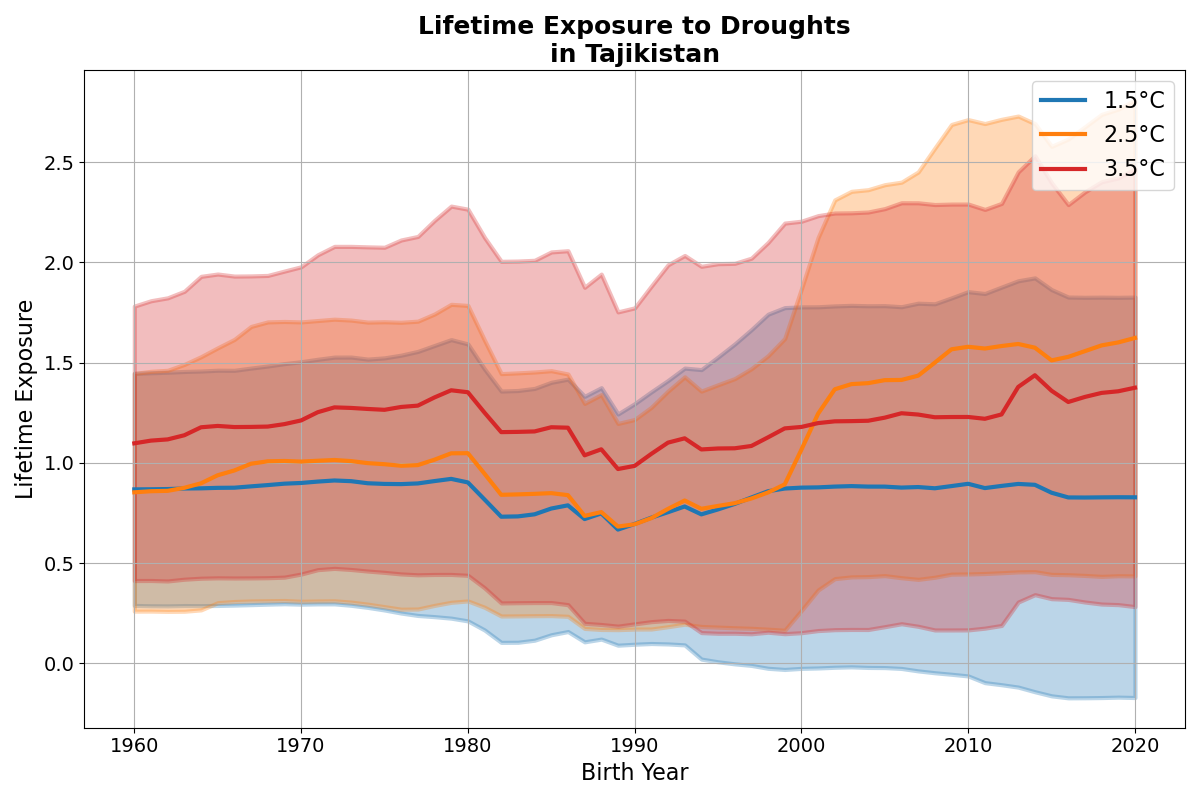 Lifetime Exposure to Droughts
in Tajikistan
1.5°C
2.5°C
3.5°C
Lifetime Exposure
2.5
2.0
1.5
1.0
0.5
0.0
1960
1970
1980
1990
2000
2010
2020
Birth Year